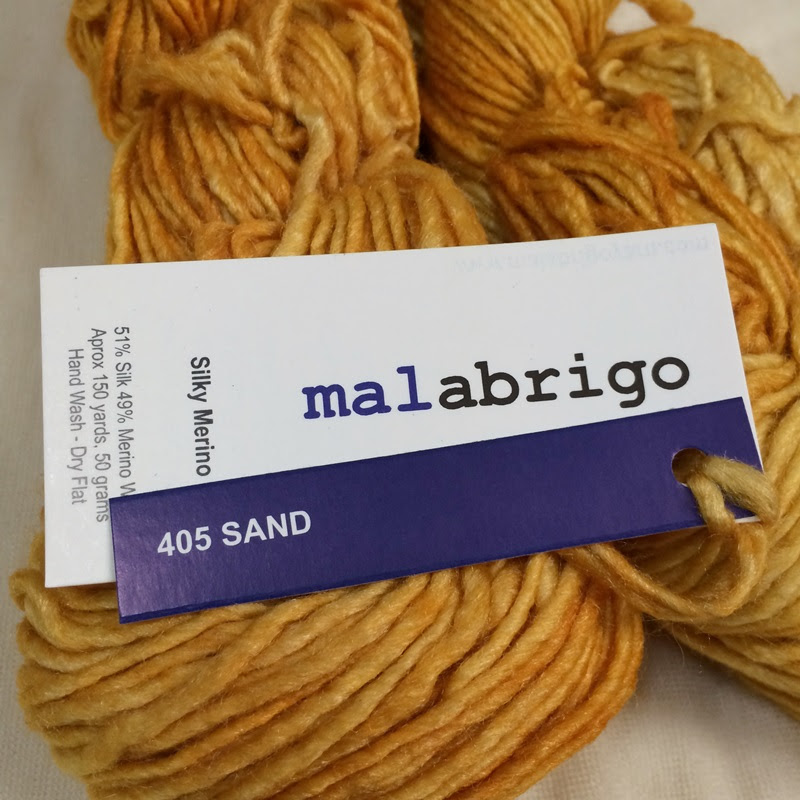 malabrigo
Silky Merino
51% Silk 49% Merino W
Aprox 150 yards, 50 grams
Hand Wash - Dry Flat
405 SAND